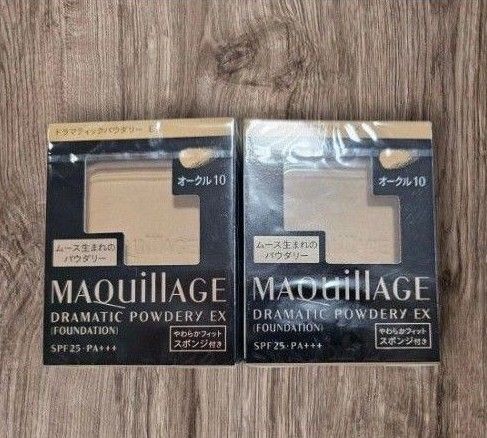 ドラマティックパウダリー EX
オークル10
ムース生まれの
パウダリー
MAQuillAGE
DRAMATIC POWDERY EX
(FOUNDATION)
やわらかフィット
スポンジ付き
SPF25・PA+++
オークル10
ムース生まれの
パウダリー
MAQuillAGE
DRAMATIC POWDERY EX
(FOUNDATION)
やわらかフィット
スポンジ付き
SPF25・PA+++